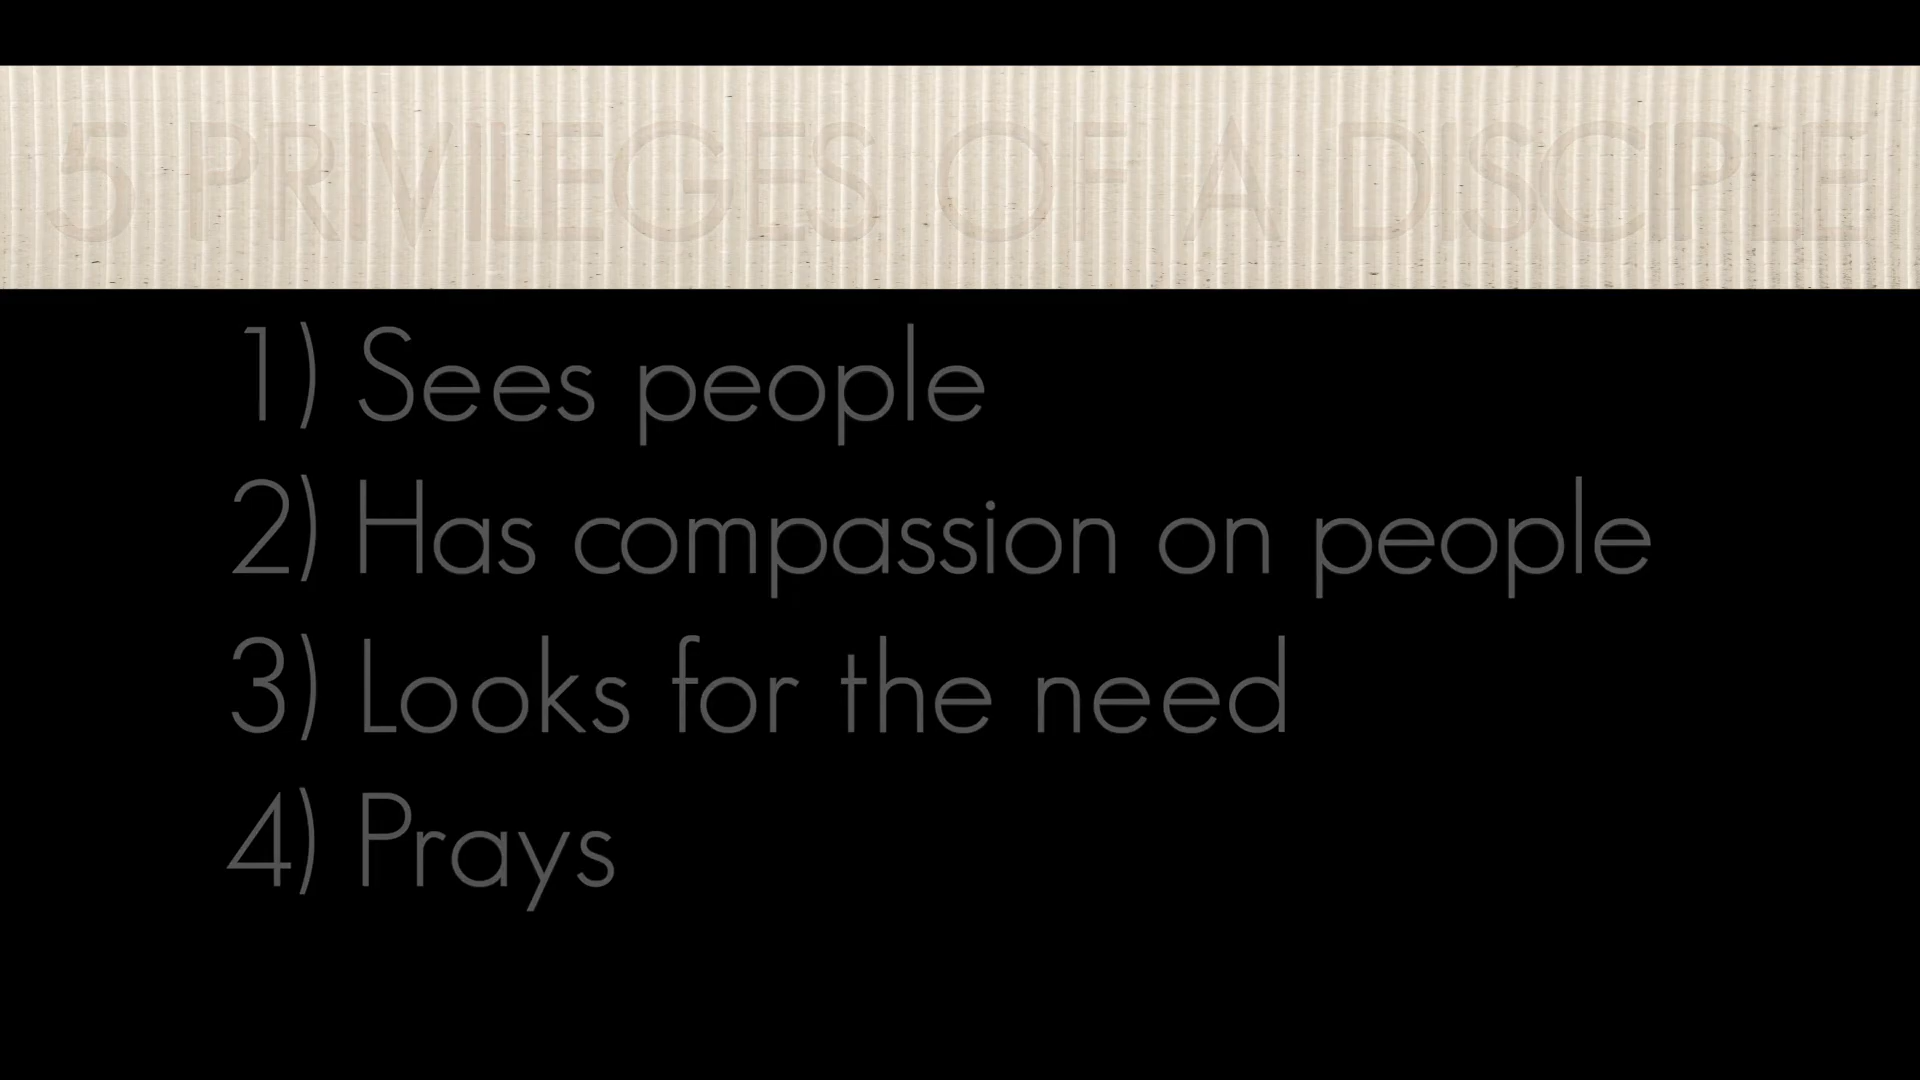 5 PRIVILEGES OF A DISCIPLE
1) Sees people
2) Has compassion on people
3) Looks for the need
4) Prays